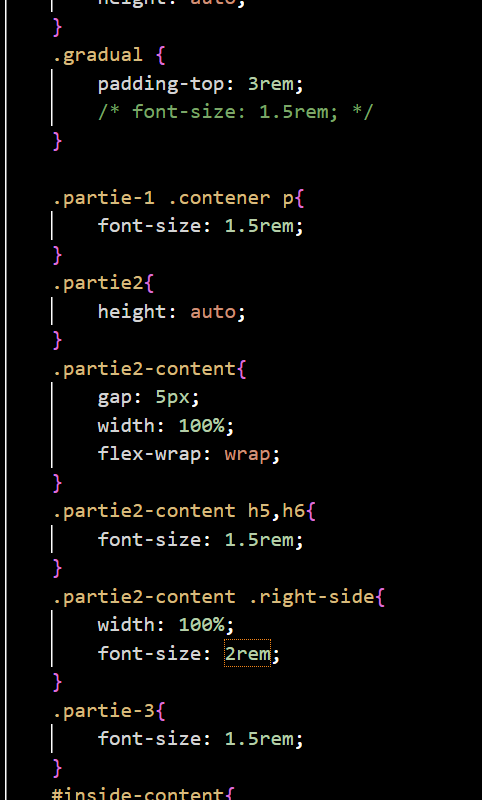 height: auto;
}
.gradual {
padding-top: 3rem;
/* font-size: 1.5rem; */
}
.partie-1 .contener p{
font-size: 1.5rem;
}
.partie2{
height: auto;
}
.partie2-content{
gap: 5px;
width: 100%;
flex-wrap: wrap;
}
.partie2-content h5,h6{
font-size: 1.5rem;
}
.partie2-content .right-side{
width: 100%;
font-size: 2rem;
}
.partie-3{
font-size: 1.5rem;
}
#inside-content{